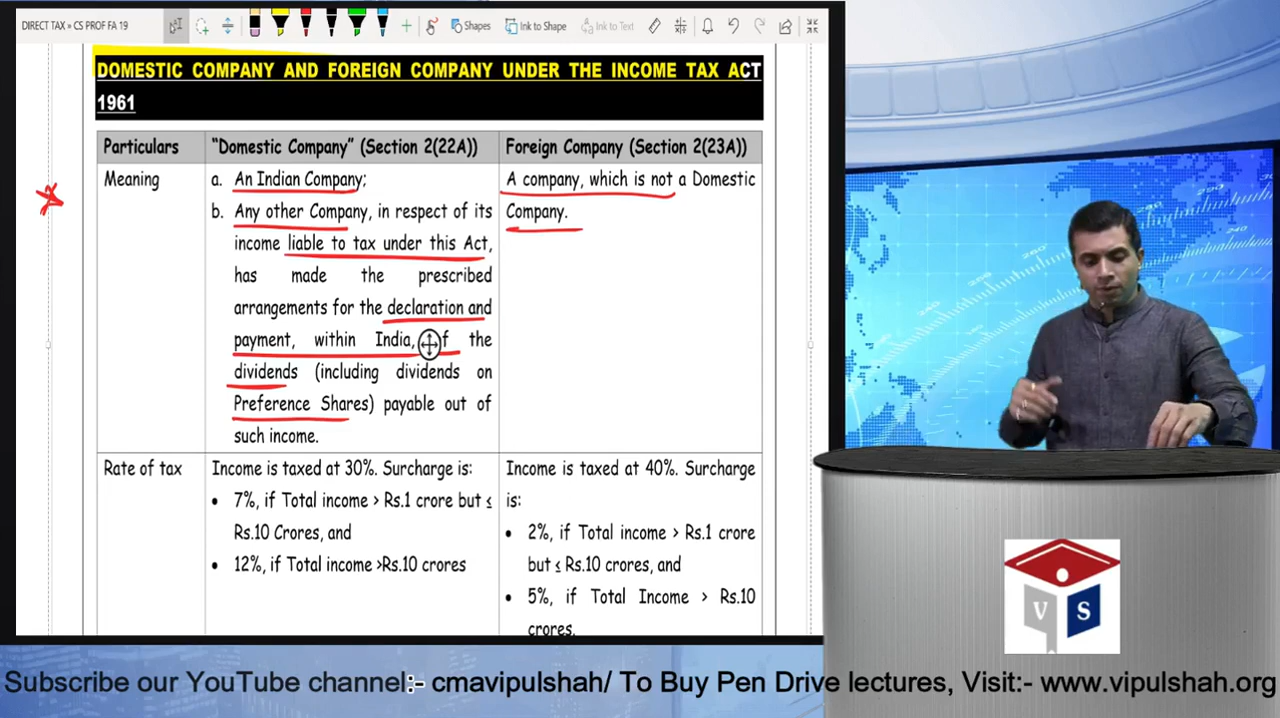 DIRECT TAX » CS PROF FA 19
Shapes
Ink to Shape
Ink to Text
DOMESTIC COMPANY AND FOREIGN COMPANY UNDER THE INCOME TAX ACT
1961
Particulars
“Domestic Company” (Section 2(22A))
Foreign Company (Section 2(23A))
Meaning
a. An Indian Company;
b. Any other Company, in respect of its
income liable to tax under this Act,
has made the prescribed
arrangements for the declaration and
payment, within India, of the
dividends (including dividends on
Preference Shares) payable out of
such income.
A company, which is not a Domestic
Company.
Rate of tax
Income is taxed at 30%. Surcharge is:
• 7%, if Total income > Rs.1 crore but ≤
Rs.10 Crores, and
• 12%, if Total income >Rs.10 crores
Income is taxed at 40%. Surcharge
is:
• 2%, if Total income > Rs.1 crore
but ≤ Rs.10 crores, and
• 5%, if Total Income > Rs.10
crores.
V S
Subscribe our YouTube channel:- cmavipulshah/ To Buy Pen Drive lectures, Visit:- www.vipulshah.org